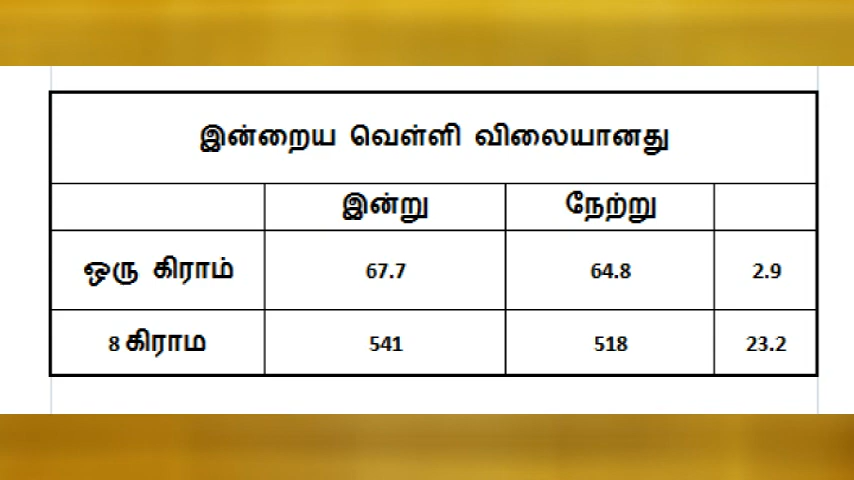 இன்றைய வெள்ளி விலையானது
இன்று நேற்று
ஒரு கிராம் 67.7 64.8 2.9
8 கிராம 541 518 23.2